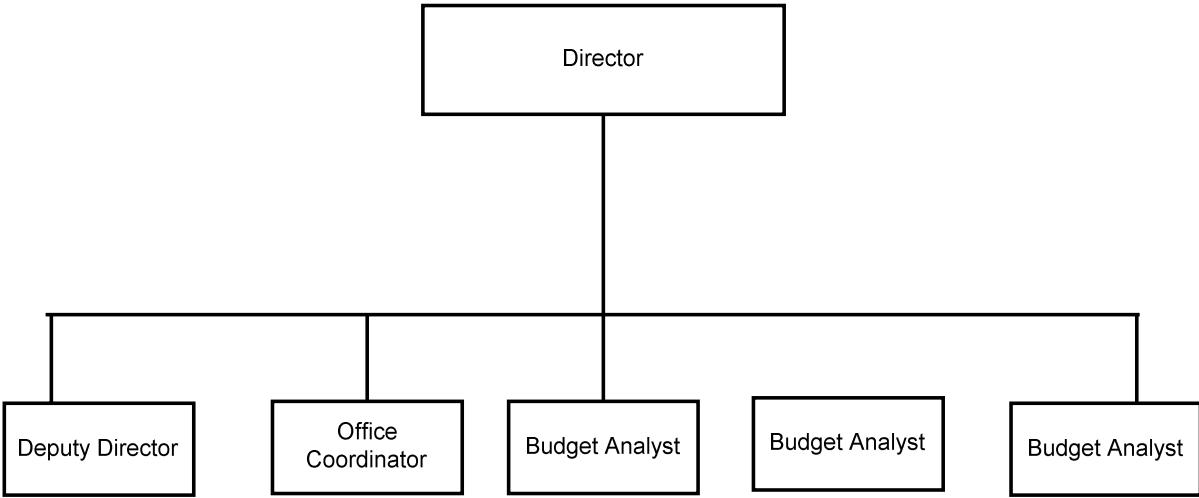 Director
Deputy Director
Office
Coordinator
Budget Analyst
Budget Analyst
Budget Analyst